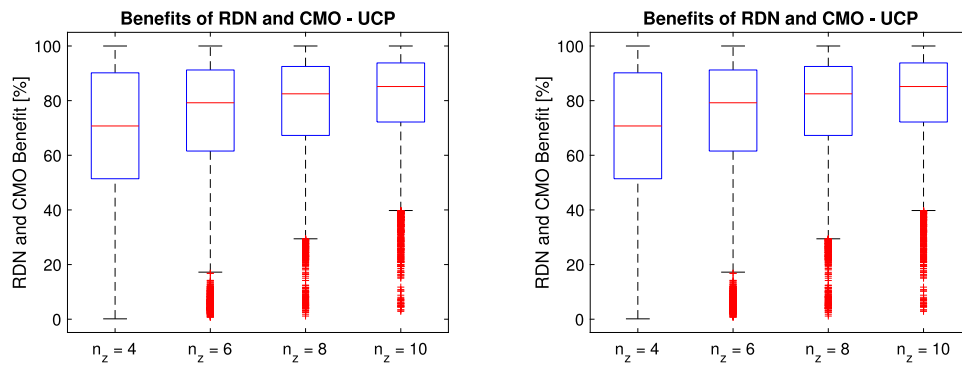 Benefits of RDN and CMO - UCP
RDN and CMO Benefit [%]
100
80
60
40
20
0
n_z = 4 n_z = 6 n_z = 8 n_z = 10
Benefits of RDN and CMO - UCP
RDN and CMO Benefit [%]
100
80
60
40
20
0
n_z = 4 n_z = 6 n_z = 8 n_z = 10